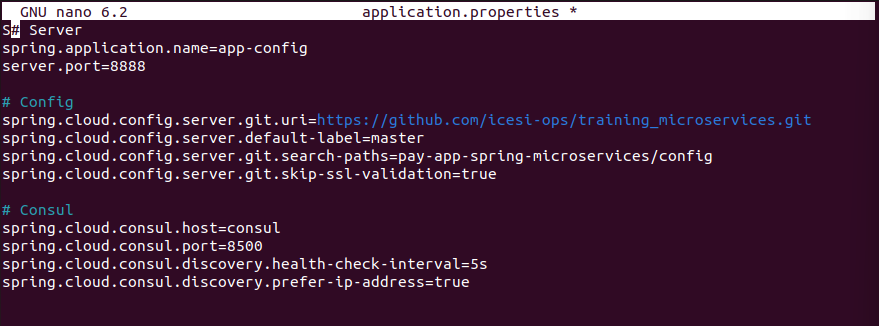 GNU nano 6.2 application.properties *
S# Server
spring.application.name=app-config
server.port=8888
# Config
spring.cloud.config.server.git.uri=https://github.com/icesi-ops/training_microservices.git
spring.cloud.config.server.default-label=master
spring.cloud.config.server.git.search-paths=pay-app-spring-microservices/config
spring.cloud.config.server.git.skip-ssl-validation=true
# Consul
spring.cloud.consul.host=consul
spring.cloud.consul.port=8500
spring.cloud.consul.discovery.health-check-interval=5s
spring.cloud.consul.discovery.prefer-ip-address=true